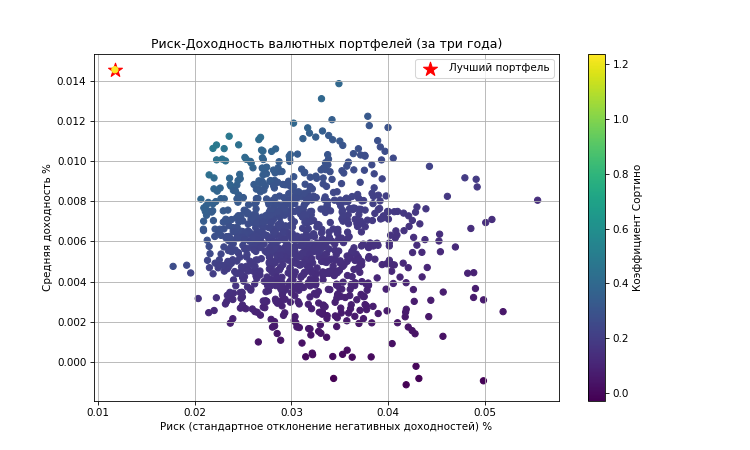 Риск-Доходность валютных портфелей (за три года)
Лучший портфель
Средняя доходность %
0.014
0.012
0.010
0.008
0.006
0.004
0.002
0.000
0.01 0.02 0.03 0.04 0.05
Риск (стандартное отклонение негативных доходностей) %
1.2
1.0
0.8
0.6
0.4
0.2
0.0
Коэффициент Сортино